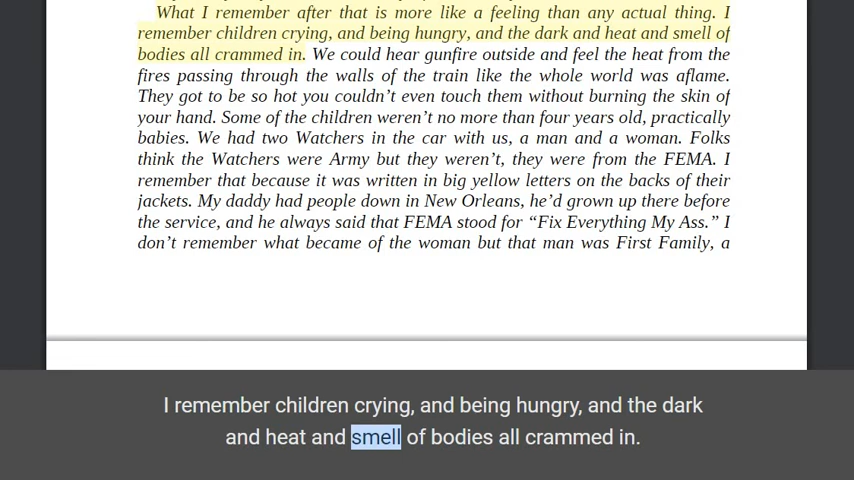 What I remember after that is more like a feeling than any actual thing. I
remember children crying, and being hungry, and the dark and heat and smell of
bodies all crammed in. We could hear gunfire outside and feel the heat from the
fires passing through the walls of the train like the whole world was aflame.
They got to be so hot you couldn’t even touch them without burning the skin of
your hand. Some of the children weren’t no more than four years old, practically
babies. We had two Watchers in the car with us, a man and a woman. Folks
think the Watchers were Army but they weren’t, they were from the FEMA. I
remember that because it was written in big yellow letters on the backs of their
jackets. My daddy had people down in New Orleans, he’d grown up there before
the service, and he always said that FEMA stood for “Fix Everything My Ass.” I
don’t remember what became of the woman but that man was First Family, a
I remember children crying, and being hungry, and the dark
and heat and smell of bodies all crammed in.